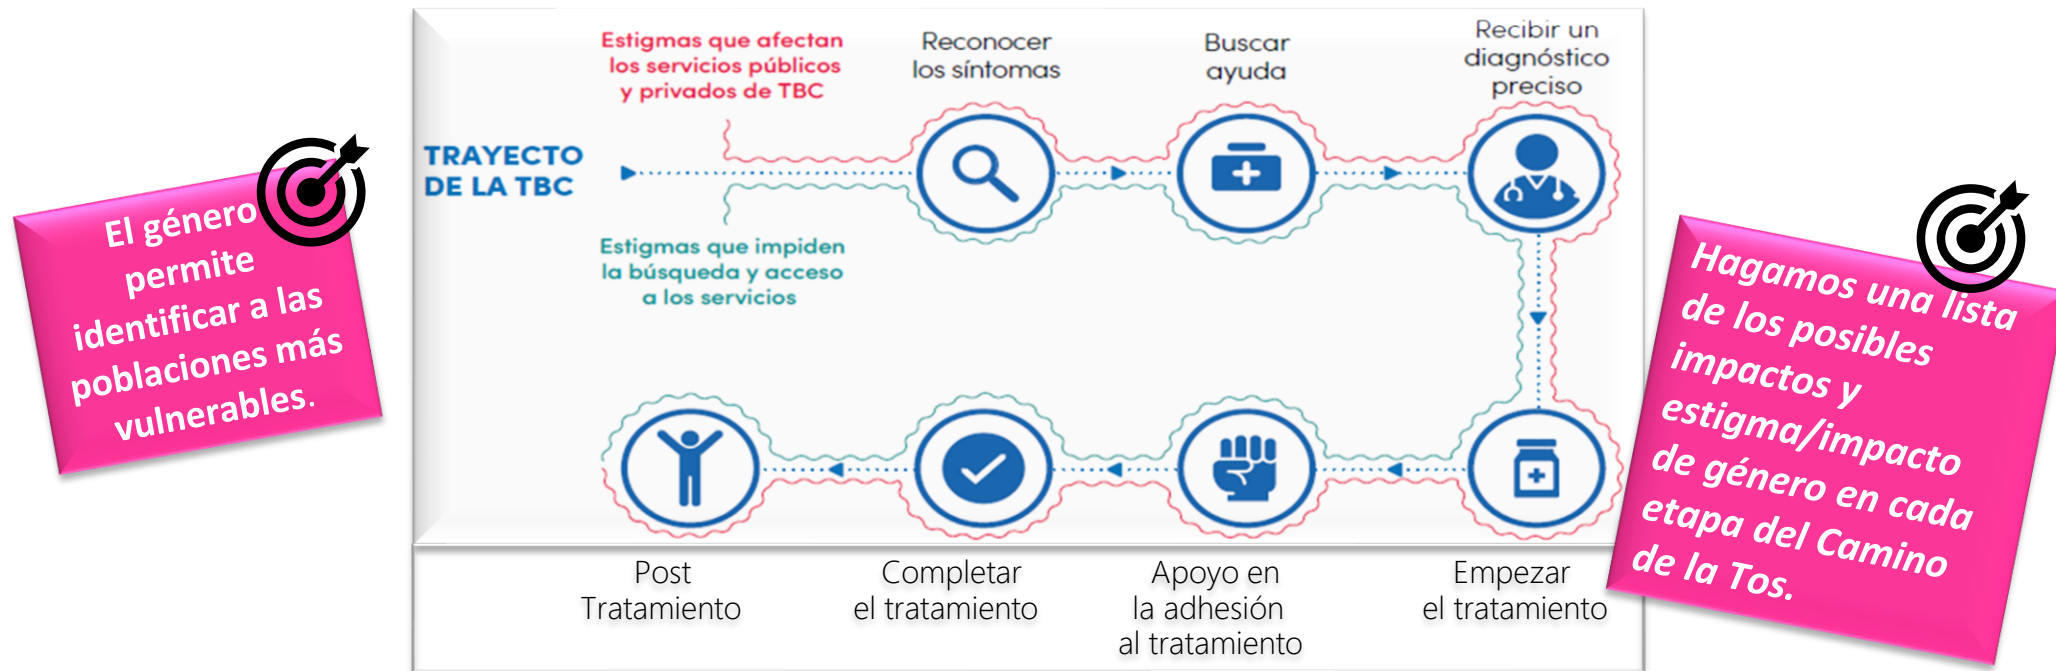 El género
permite
identificar a las
poblaciones más
vulnerables.
TRAYECTO
DE LA TBC
Estigmas que afectan
los servicios públicos
y privados de TBC
Estigmas que impiden
la búsqueda y acceso
a los servicios
Reconocer
los síntomas
Buscar
ayuda
Recibir un
diagnóstico
preciso
Post
Tratamiento
Completar
el tratamiento
Apoyo en
la adhesión
al tratamiento
Empezar
el tratamiento
Hagamos una lista
de los posibles
impactos y
estigma/impacto
de género en cada
etapa del Camino
de la Tos.